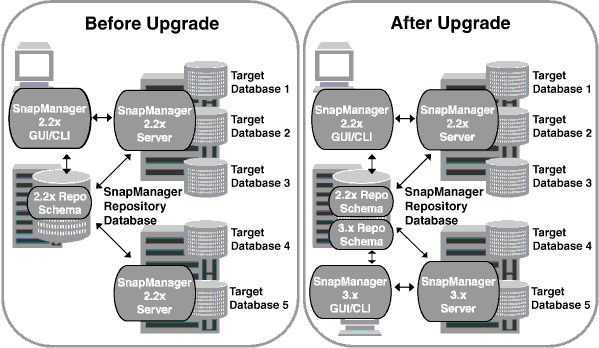 Before Upgrade
SnapManager
2.2x
GUI/CLI
SnapManager
2.2x
Server
Target
Database 1
Target
Database 2
Target
Database 3
2.2x Repo
Schema
SnapManager
Repository
Database
SnapManager
2.2x
Server
Target
Database 4
Target
Database 5
After Upgrade
SnapManager
2.2x
GUI/CLI
SnapManager
2.2x
Server
Target
Database 1
Target
Database 2
Target
Database 3
2.2x Repo
Schema
3.x Repo
Schema
SnapManager
Repository
Database
SnapManager
3.x
GUI/CLI
SnapManager
3.x
Server
Target
Database 4
Target
Database 5